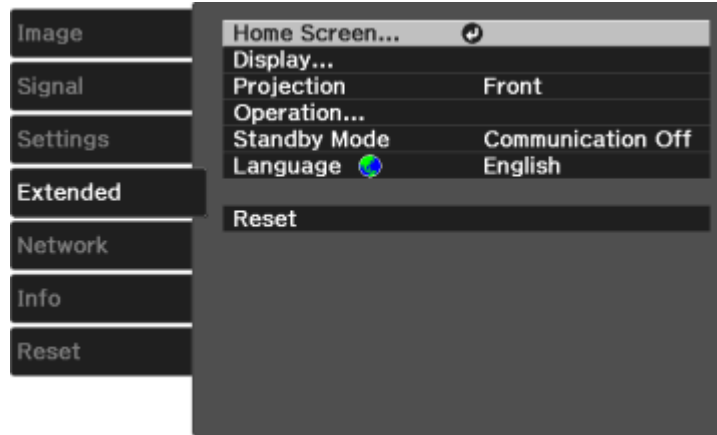 Image
Signal
Settings
Extended
Network
Info
Reset
Home Screen...
Display...
Projection Front
Operation...
Standby Mode Communication Off
Language English
Reset